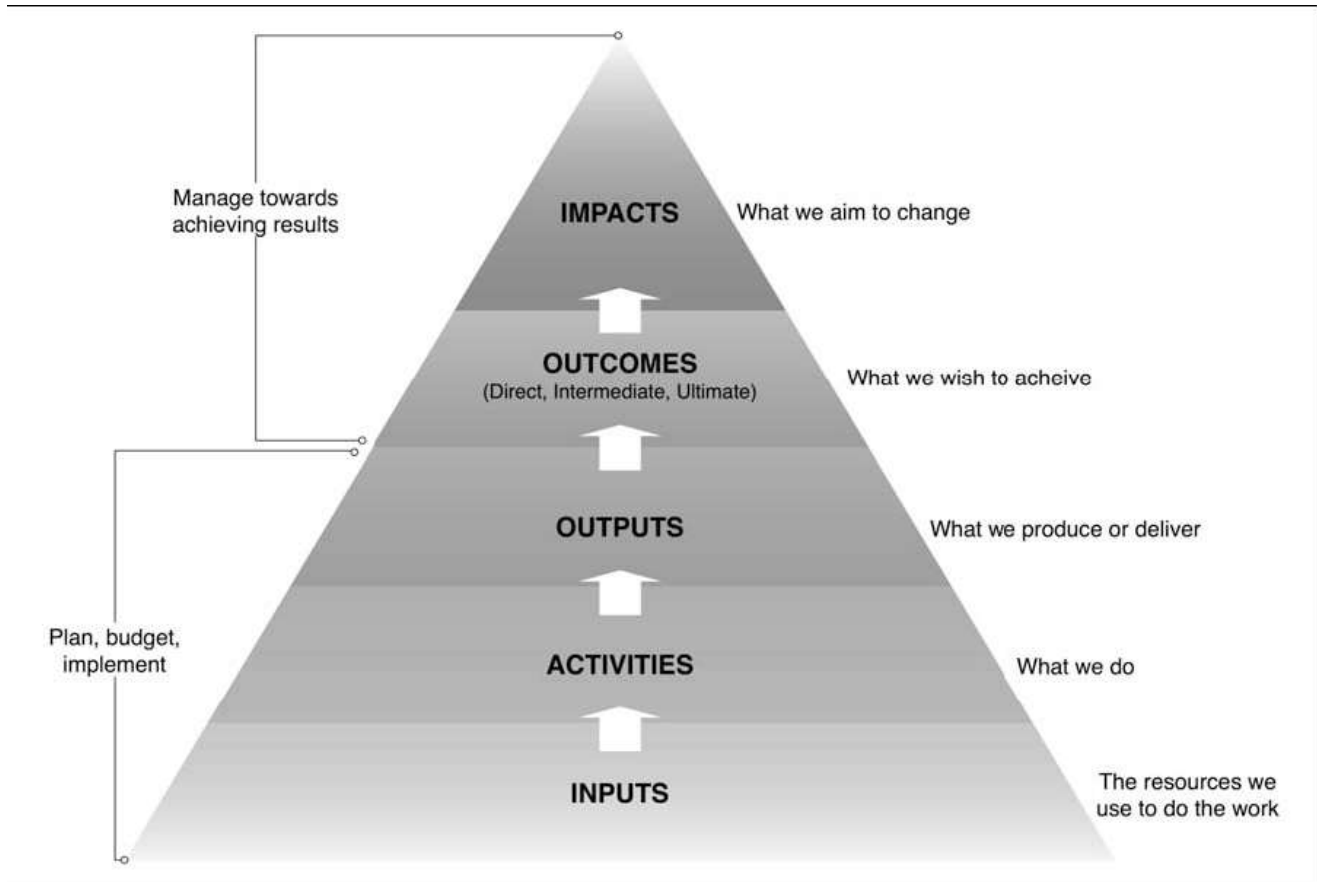 Manage towards
achieving results
IMPACTS
What we aim to change
OUTCOMES
(Direct, Intermediate, Ultimate)
What we wish to acheive
OUTPUTS
What we produce or deliver
Plan, budget,
implement
ACTIVITIES
What we do
INPUTS
The resources we
use to do the work